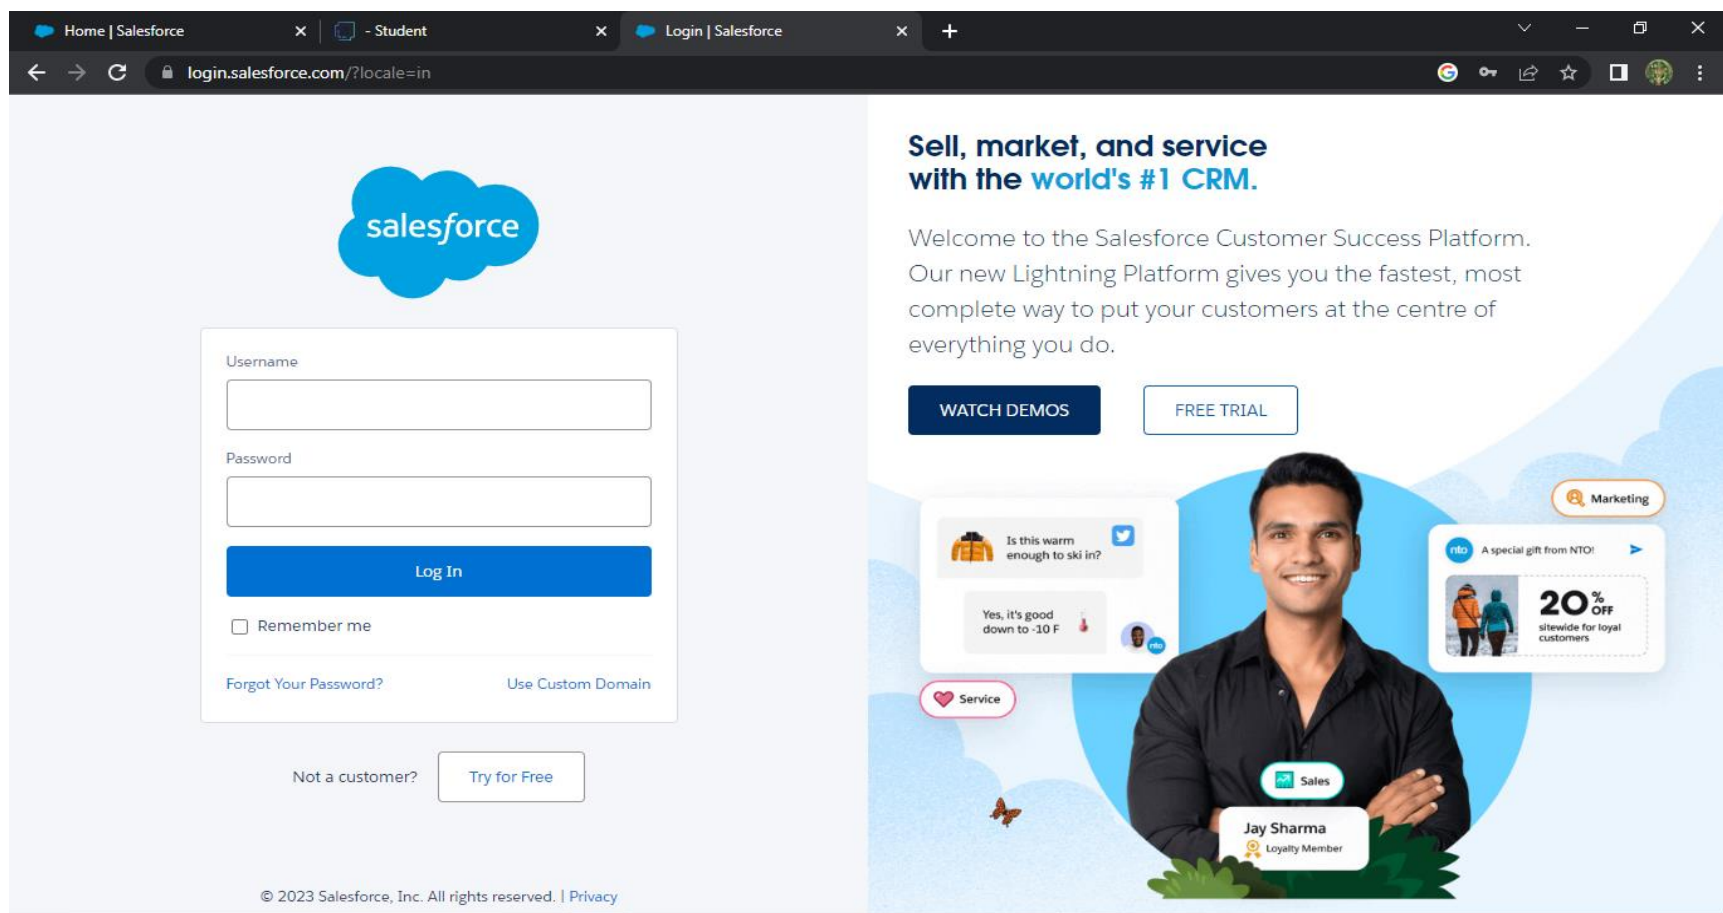 Home | Salesforce
- Student
Login | Salesforce
login.salesforce.com/?locale=in
salesforce
Username
Password
Log In
Remember me
Forgot Your Password?
Use Custom Domain
Not a customer?
Try for Free
© 2023 Salesforce, Inc. All rights reserved. | Privacy
Sell, market, and service
with the world's #1 CRM.
Welcome to the Salesforce Customer Success Platform.
Our new Lightning Platform gives you the fastest, most
complete way to put your customers at the centre of
everything you do.
WATCH DEMOS
FREE TRIAL
Is this warm
enough to ski in?
Yes, it's good
down to -10 F
nto
Service
Marketing
nto
A special gift from NTO!
20% OFF
sitewide for loyal
customers
Sales
Jay Sharma
Loyalty Member